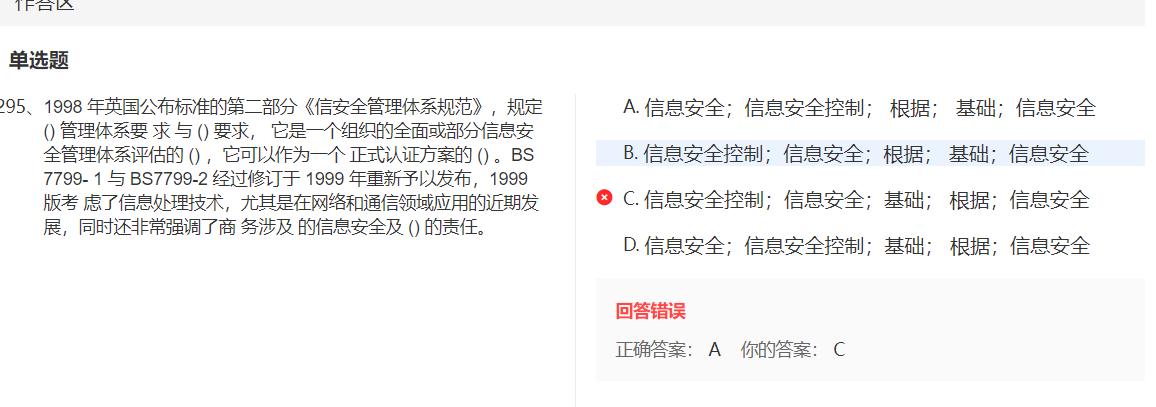 作答区
单选题
295、1998 年英国公布标准的第二部分《信安全管理体系规范》，规定
() 管理体系要 求 与 () 要求， 它是一个组织的全面或部分信息安
全管理体系评估的 () ，它可以作为一个 正式认证方案的 () 。BS
7799- 1 与 BS7799-2 经过修订于 1999 年重新予以发布，1999
版考 虑了信息处理技术，尤其是在网络和通信领域应用的近期发
展，同时还非常强调了商 务涉及 的信息安全及 () 的责任。
A. 信息安全；信息安全控制； 根据； 基础；信息安全
B. 信息安全控制；信息安全；根据； 基础；信息安全
C. 信息安全控制；信息安全；基础； 根据；信息安全
D. 信息安全；信息安全控制；基础； 根据；信息安全
回答错误
正确答案： A 你的答案： C